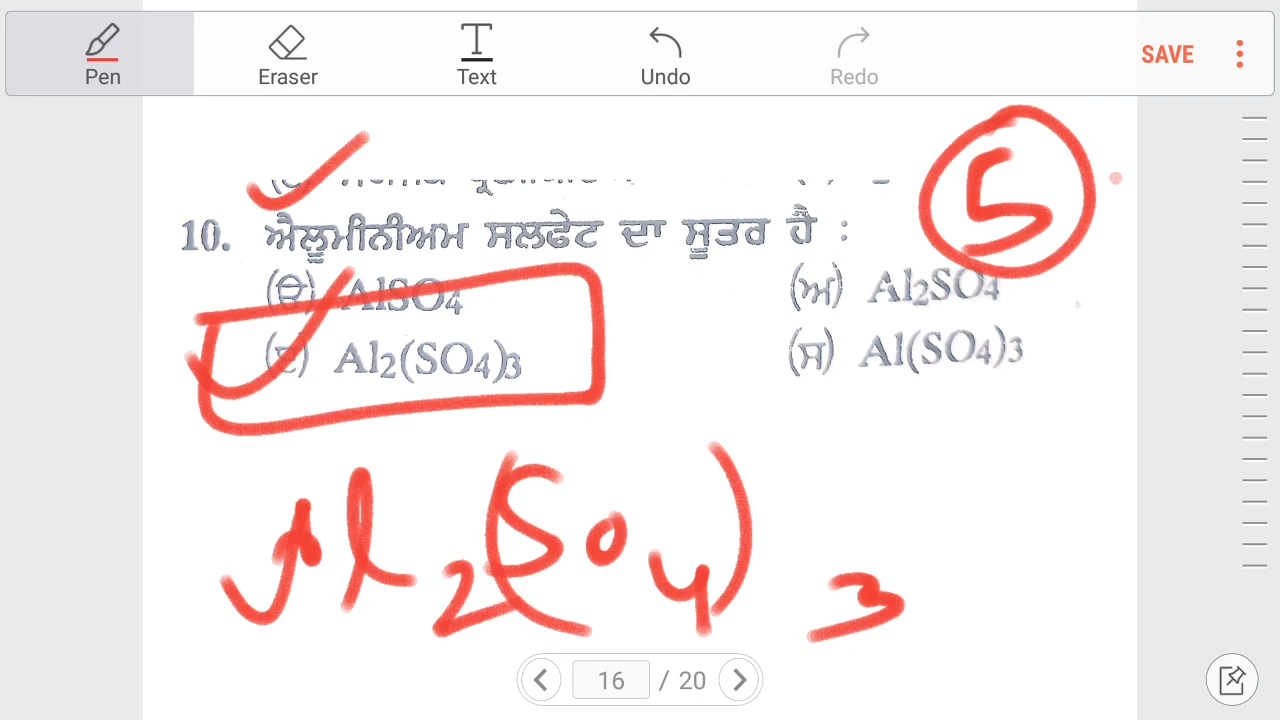 Pen Eraser Text Undo Redo SAVE
5
10. ਐਲੂਮੀਨੀਅਮ ਸਲਫੇਟ ਦਾ ਸੂਤਰ ਹੈ :
(ੳ) AlSO4 (ਅ) Al2SO4
(ੲ) Al2(SO4)3 (ਸ) Al(SO4)3
Al2(SO4)3
16 / 20